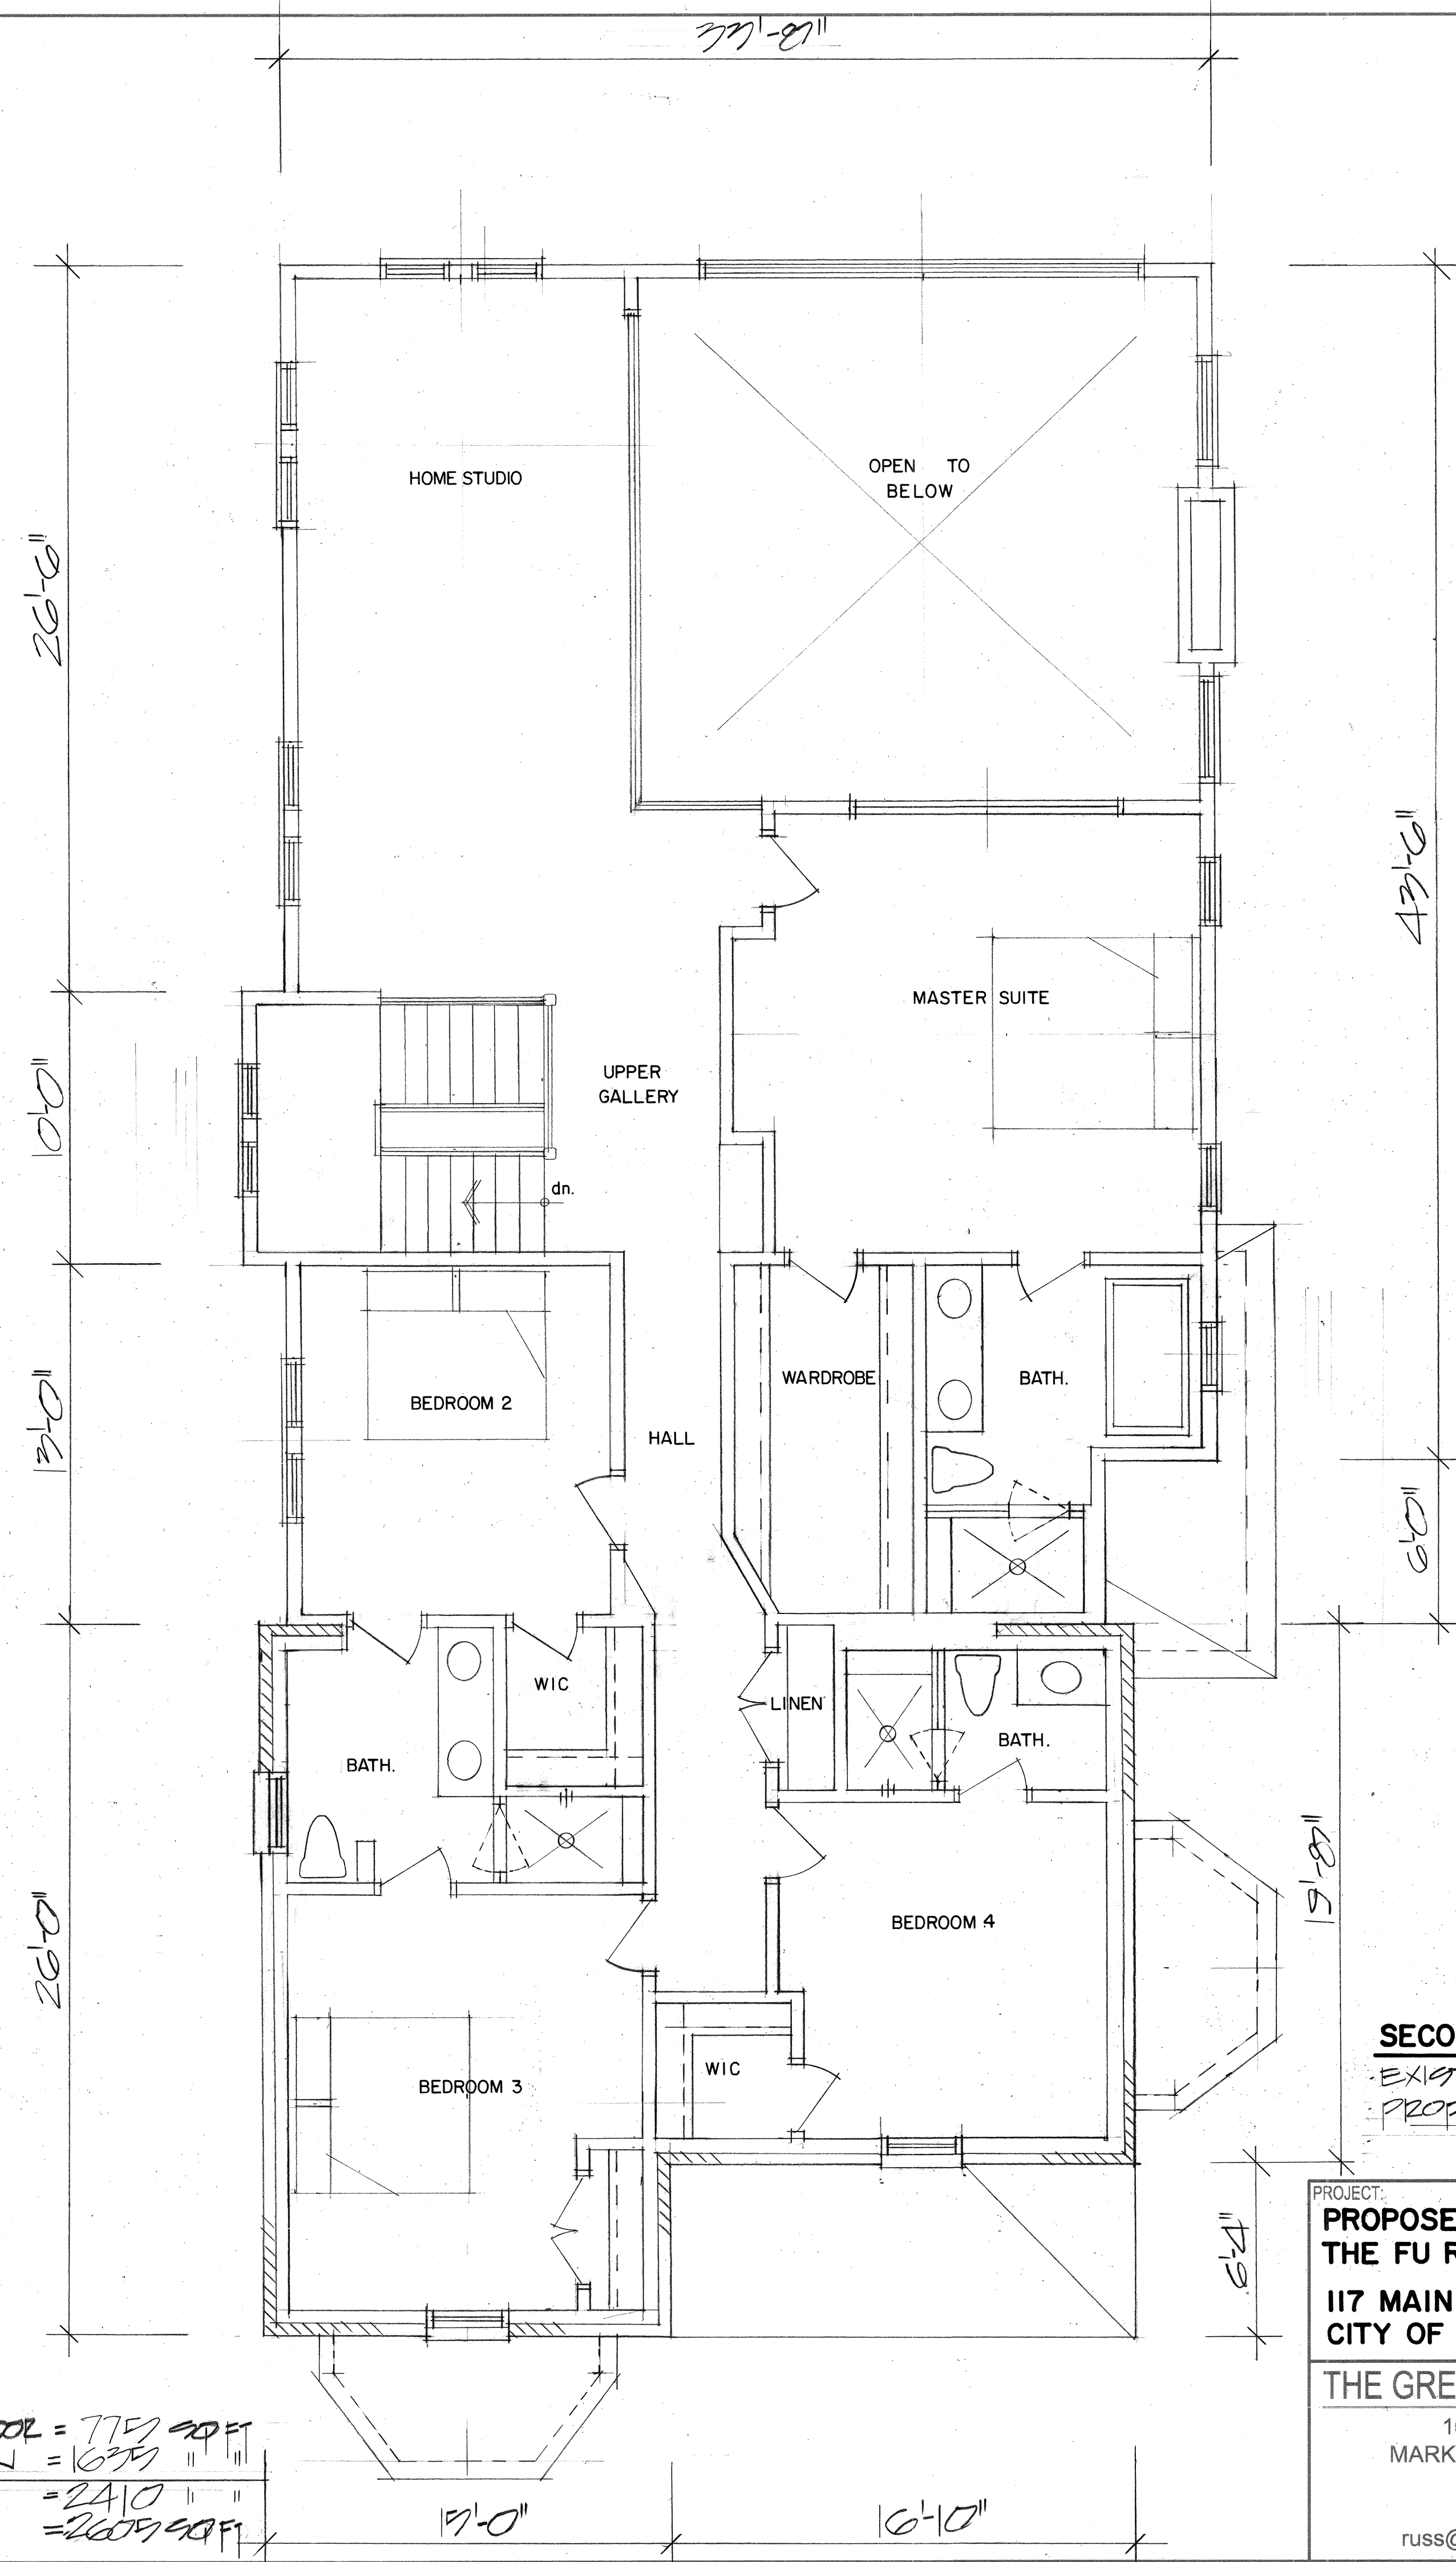 26'-6"
10'-0"
13'-0"
26'-0"
43'-6"
6'-0"
19'-8"
6'-4"
HOME STUDIO
OPEN TO
BELOW
MASTER SUITE
UPPER
GALLERY
dn.
BEDROOM 2
WARDROBE
BATH.
HALL
WIC
LINEN
BATH.
BATH.
BEDROOM 4
BEDROOM 3
WIC
SECO
EXIS
PROP
PROJECT:
PROPOSE
THE FU R
117 MAIN
CITY OF
THE GRE
MARK
russ@
= 775 SQ FT
= 1635 " "
= 2410 " "
= 2605 SQ FT
15'-0"
16'-10"